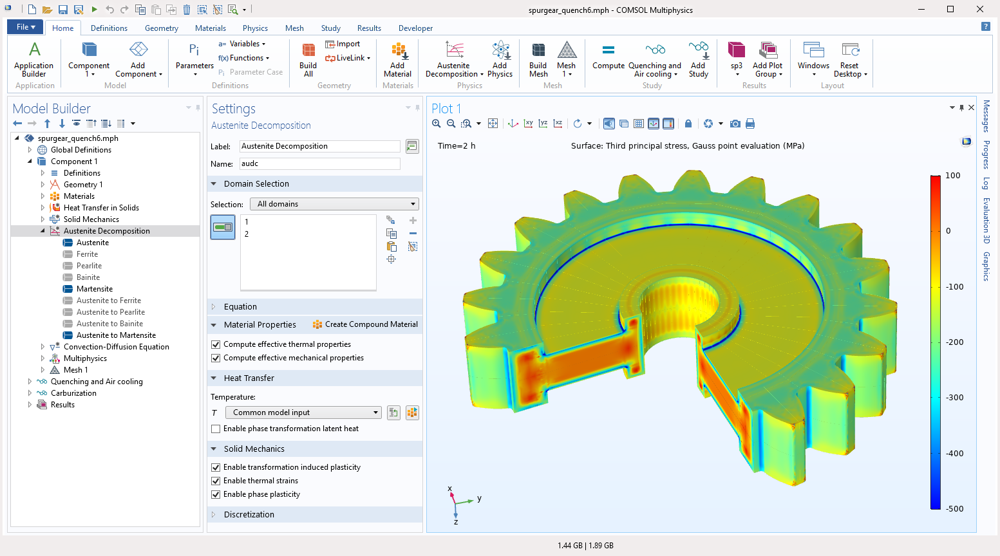 spurgear_quench6.mph - COMSOL Multiphysics
File
Home
Definitions
Geometry
Materials
Physics
Mesh
Study
Results
Developer
?
A
Application Builder
Application
Component 1
Add Component
Model
Pi
Parameters
a= Variables
f(x) Functions
Pi Parameter Case
Definitions
Build All
Import
LiveLink
Geometry
Add Material
Materials
Austenite Decomposition
Add Physics
Physics
Build Mesh
Mesh 1
Mesh
Compute
Quenching and Air cooling
Add Study
Study
sp3
Add Plot Group
Results
Windows
Reset Desktop
Layout
Model Builder
spurgear_quench6.mph
Global Definitions
Component 1
Definitions
Geometry 1
Materials
Heat Transfer in Solids
Solid Mechanics
Austenite Decomposition
Austenite
Ferrite
Pearlite
Bainite
Martensite
Austenite to Ferrite
Austenite to Pearlite
Austenite to Bainite
Austenite to Martensite
Convection-Diffusion Equation
Multiphysics
Mesh 1
Quenching and Air cooling
Carburization
Results
Settings
Austenite Decomposition
Label: Austenite Decomposition
Name: audc
Domain Selection
Selection: All domains
1
2
Equation
Material Properties
Create Compound Material
Compute effective thermal properties
Compute effective mechanical properties
Heat Transfer
Temperature:
T Common model input
Enable phase transformation latent heat
Solid Mechanics
Enable transformation induced plasticity
Enable thermal strains
Enable phase plasticity
Discretization
Plot 1
xy
yz
xz
Time=2 h
Surface: Third principal stress, Gauss point evaluation (MPa)
100
0
-100
-200
-300
-400
-500
x
y
z
Messages
Progress
Log
Evaluation 3D
Graphics
1.44 GB | 1.89 GB